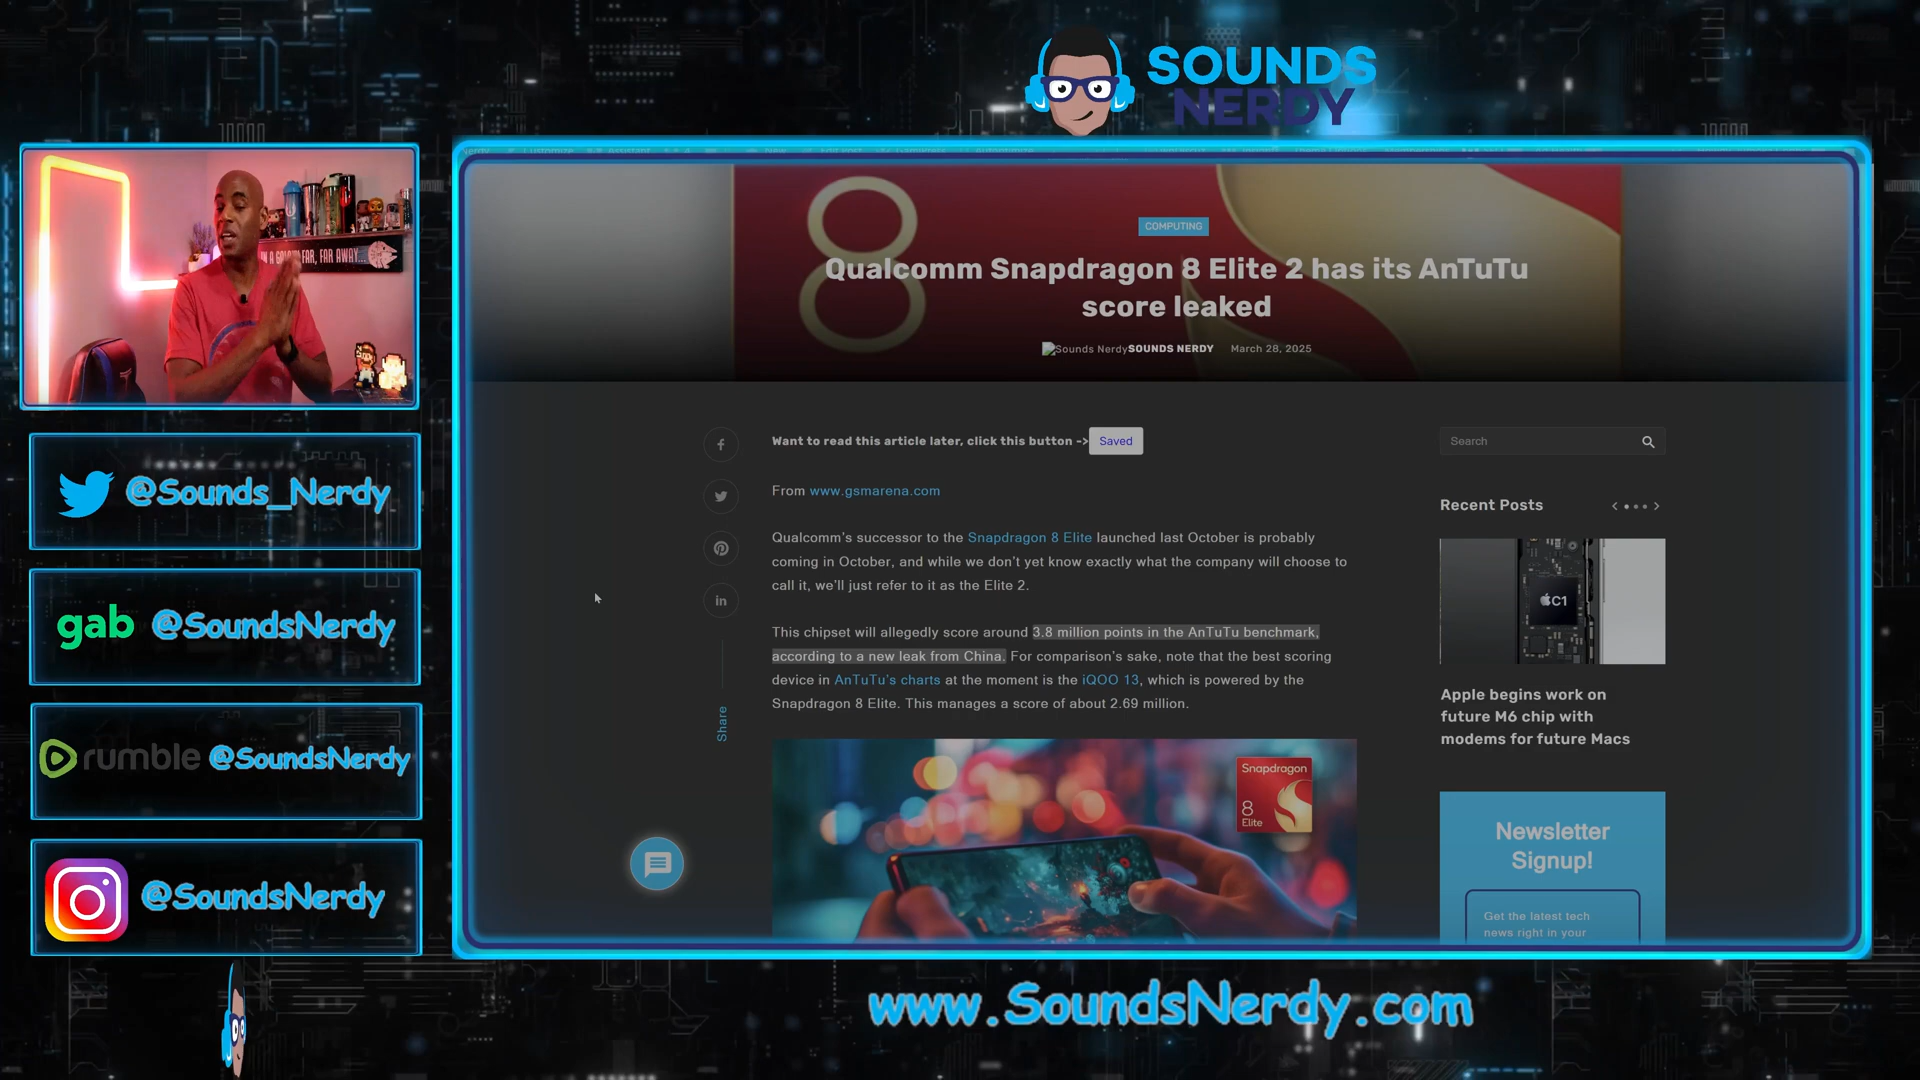 SOUNDS
NERDY
IN A GALAXY FAR, FAR AWAY...
@Sounds_Nerdy
gab @SoundsNerdy
rumble @SoundsNerdy
@SoundsNerdy
COMPUTING
Qualcomm Snapdragon 8 Elite 2 has its AnTuTu
score leaked
Sounds Nerdy SOUNDS NERDY March 28, 2025
Want to read this article later, click this button -> Saved
From www.gsmarena.com
Qualcomm's successor to the Snapdragon 8 Elite launched last October is probably
coming in October, and while we don't yet know exactly what the company will choose to
call it, we'll just refer to it as the Elite 2.
This chipset will allegedly score around 3.8 million points in the AnTuTu benchmark,
according to a new leak from China. For comparison's sake, note that the best scoring
device in AnTuTu's charts at the moment is the iQOO 13, which is powered by the
Snapdragon 8 Elite. This manages a score of about 2.69 million.
Share
Snapdragon
8
Elite
Search
Recent Posts
C1
Apple begins work on
future M6 chip with
modems for future Macs
Newsletter
Signup!
Get the latest tech
news right in your
www.SoundsNerdy.com